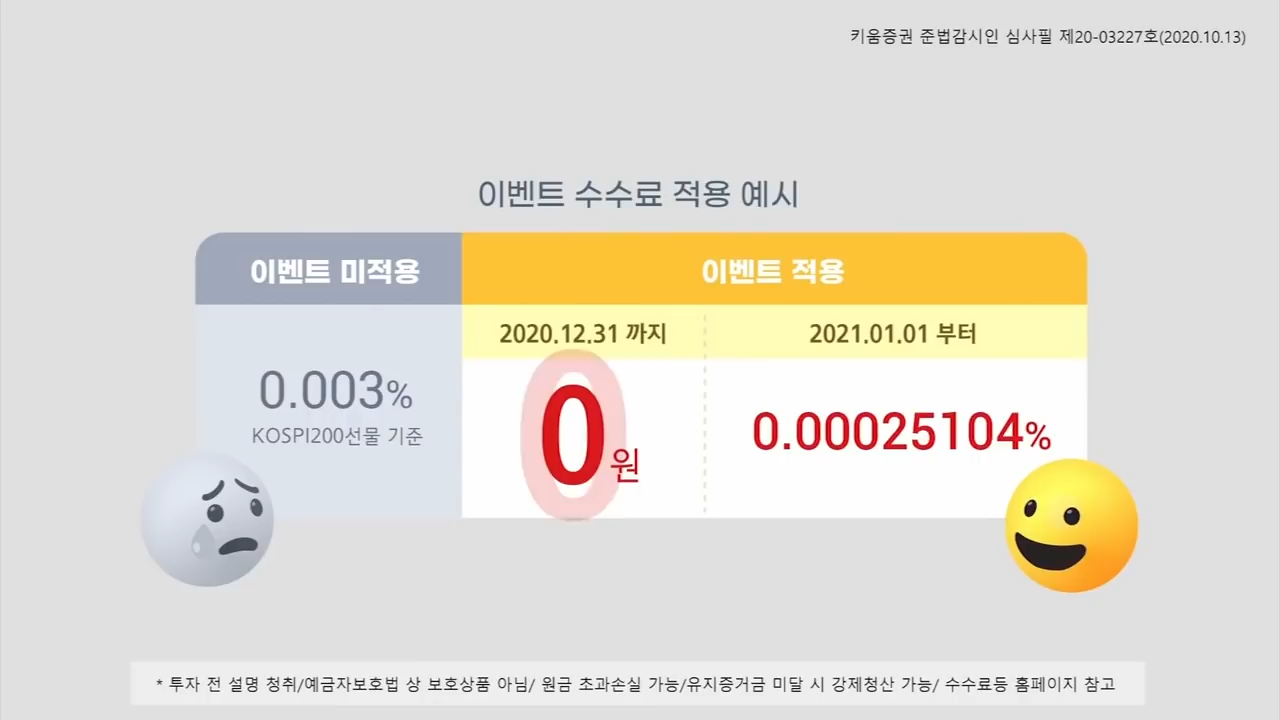 키움증권 준법감시인 심사필 제20-03227호(2020.10.13)
이벤트 수수료 적용 예시
이벤트 미적용
이벤트 적용
2020.12.31 까지
2021.01.01 부터
0.003%
KOSPI200선물 기준
0원
0.00025104%
* 투자 전 설명 청취/예금자보호법 상 보호상품 아님/ 원금 초과손실 가능/유지증거금 미달 시 강제청산 가능/ 수수료등 홈페이지 참고